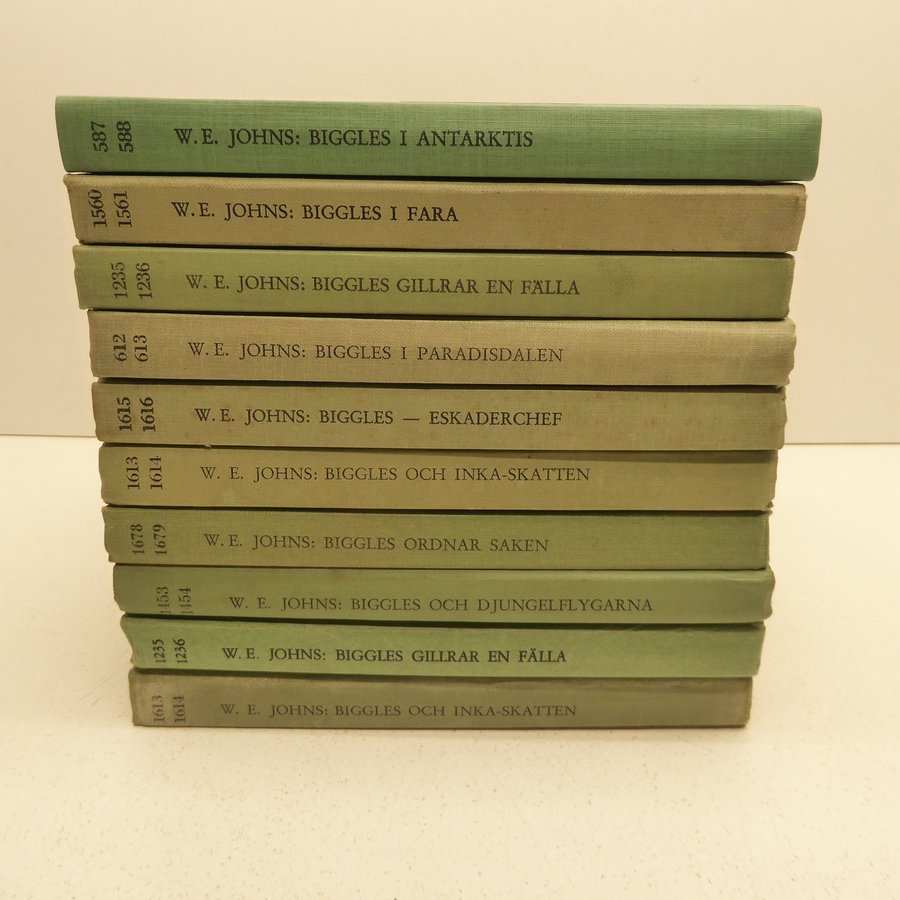 587
588
W. E. JOHNS: BIGGLES I ANTARKTIS
1560
1561
W. E. JOHNS: BIGGLES I FARA
1235
1236
W. E. JOHNS: BIGGLES GILLRAR EN FÄLLA
612
613
W. E. JOHNS: BIGGLES I PARADISDALEN
1615
1616
W. E. JOHNS: BIGGLES — ESKADERCHEF
1613
1614
W. E. JOHNS: BIGGLES OCH INKA-SKATTEN
1678
1679
W. E. JOHNS: BIGGLES ORDNAR SAKEN
1453
1454
W. E. JOHNS: BIGGLES OCH DJUNGELFLYGARNA
1235
1236
W. E. JOHNS: BIGGLES GILLRAR EN FÄLLA
1613
1614
W. E. JOHNS: BIGGLES OCH INKA-SKATTEN